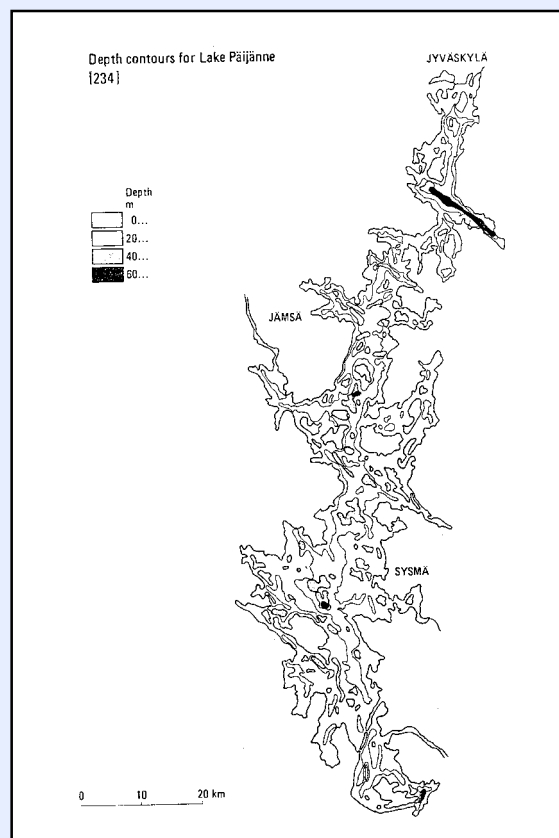 Depth contours for Lake Päijänne
[234]
JYVÄSKYLÄ
Depth
m
0...
20...
40...
60...
JÄMSÄ
SYSMÄ
0 10 20 km